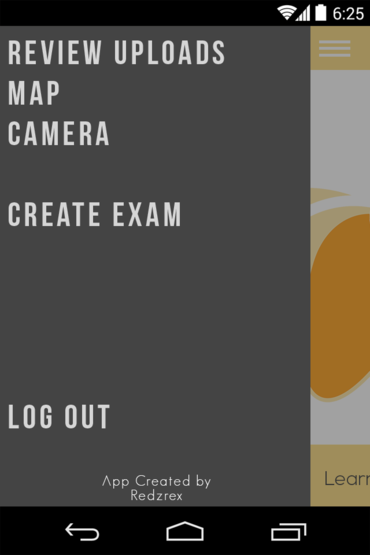 6:25
REVIEW UPLOADS
MAP
CAMERA
CREATE EXAM
LOG OUT
App Created by
Redzrex
Learn